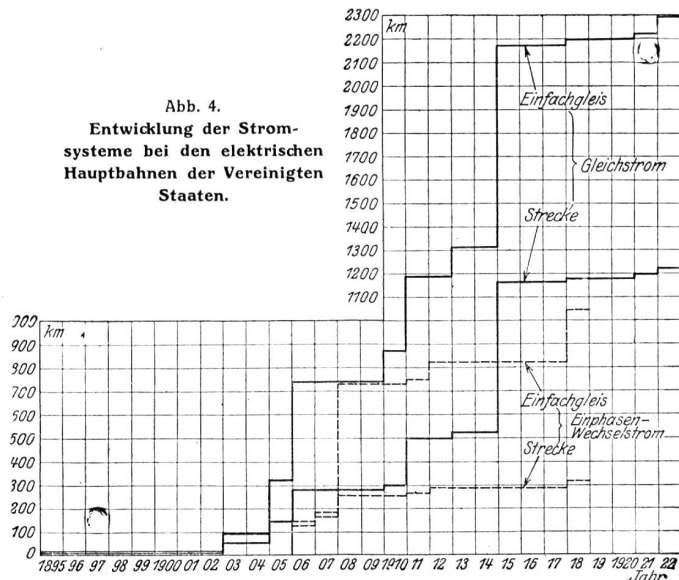 Abb. 4.
Entwicklung der Strom-
systeme bei den elektrischen
Hauptbahnen der Vereinigten
Staaten.
2300
km
2200
2100
2000
1900
1800
1700
1600
1500
1400
1300
1200
1100
Einfachgleis
Gleichstrom
Strecke
900
km
900
800
700
600
500
400
300
200
100
0
Einfachgleis
Einphasen-
Wechselstrom
Strecke
1895 96 97 98 99 1900 01 02 03 04 05 06 07 08 09 1910 11 12 13 14 15 16 17 18 19 1920 21 22
Jahr